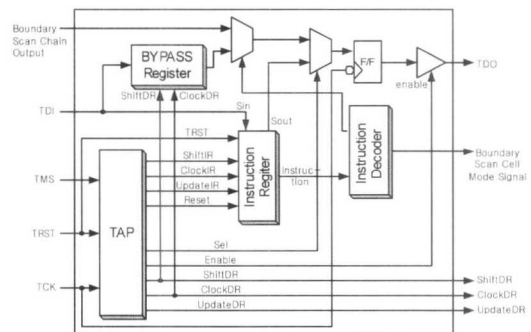 Boundary
Scan Chain
Output
BYPASS
Register
F/F
TDO
enable
ShiftDR
ClockDR
TDI
Sin
Sout
TRST
Instruction
Regiter
ShiftIR
ClockIR
UpdateIR
Reset
instruc-
tion
Instruction
Decoder
Boundary
Scan Cell
Mode Signal
TMS
TAP
TRST
Sel
Enable
TCK
ShiftDR
ShiftDR
ClockDR
ClockDR
UpdateDR
UpdateDR